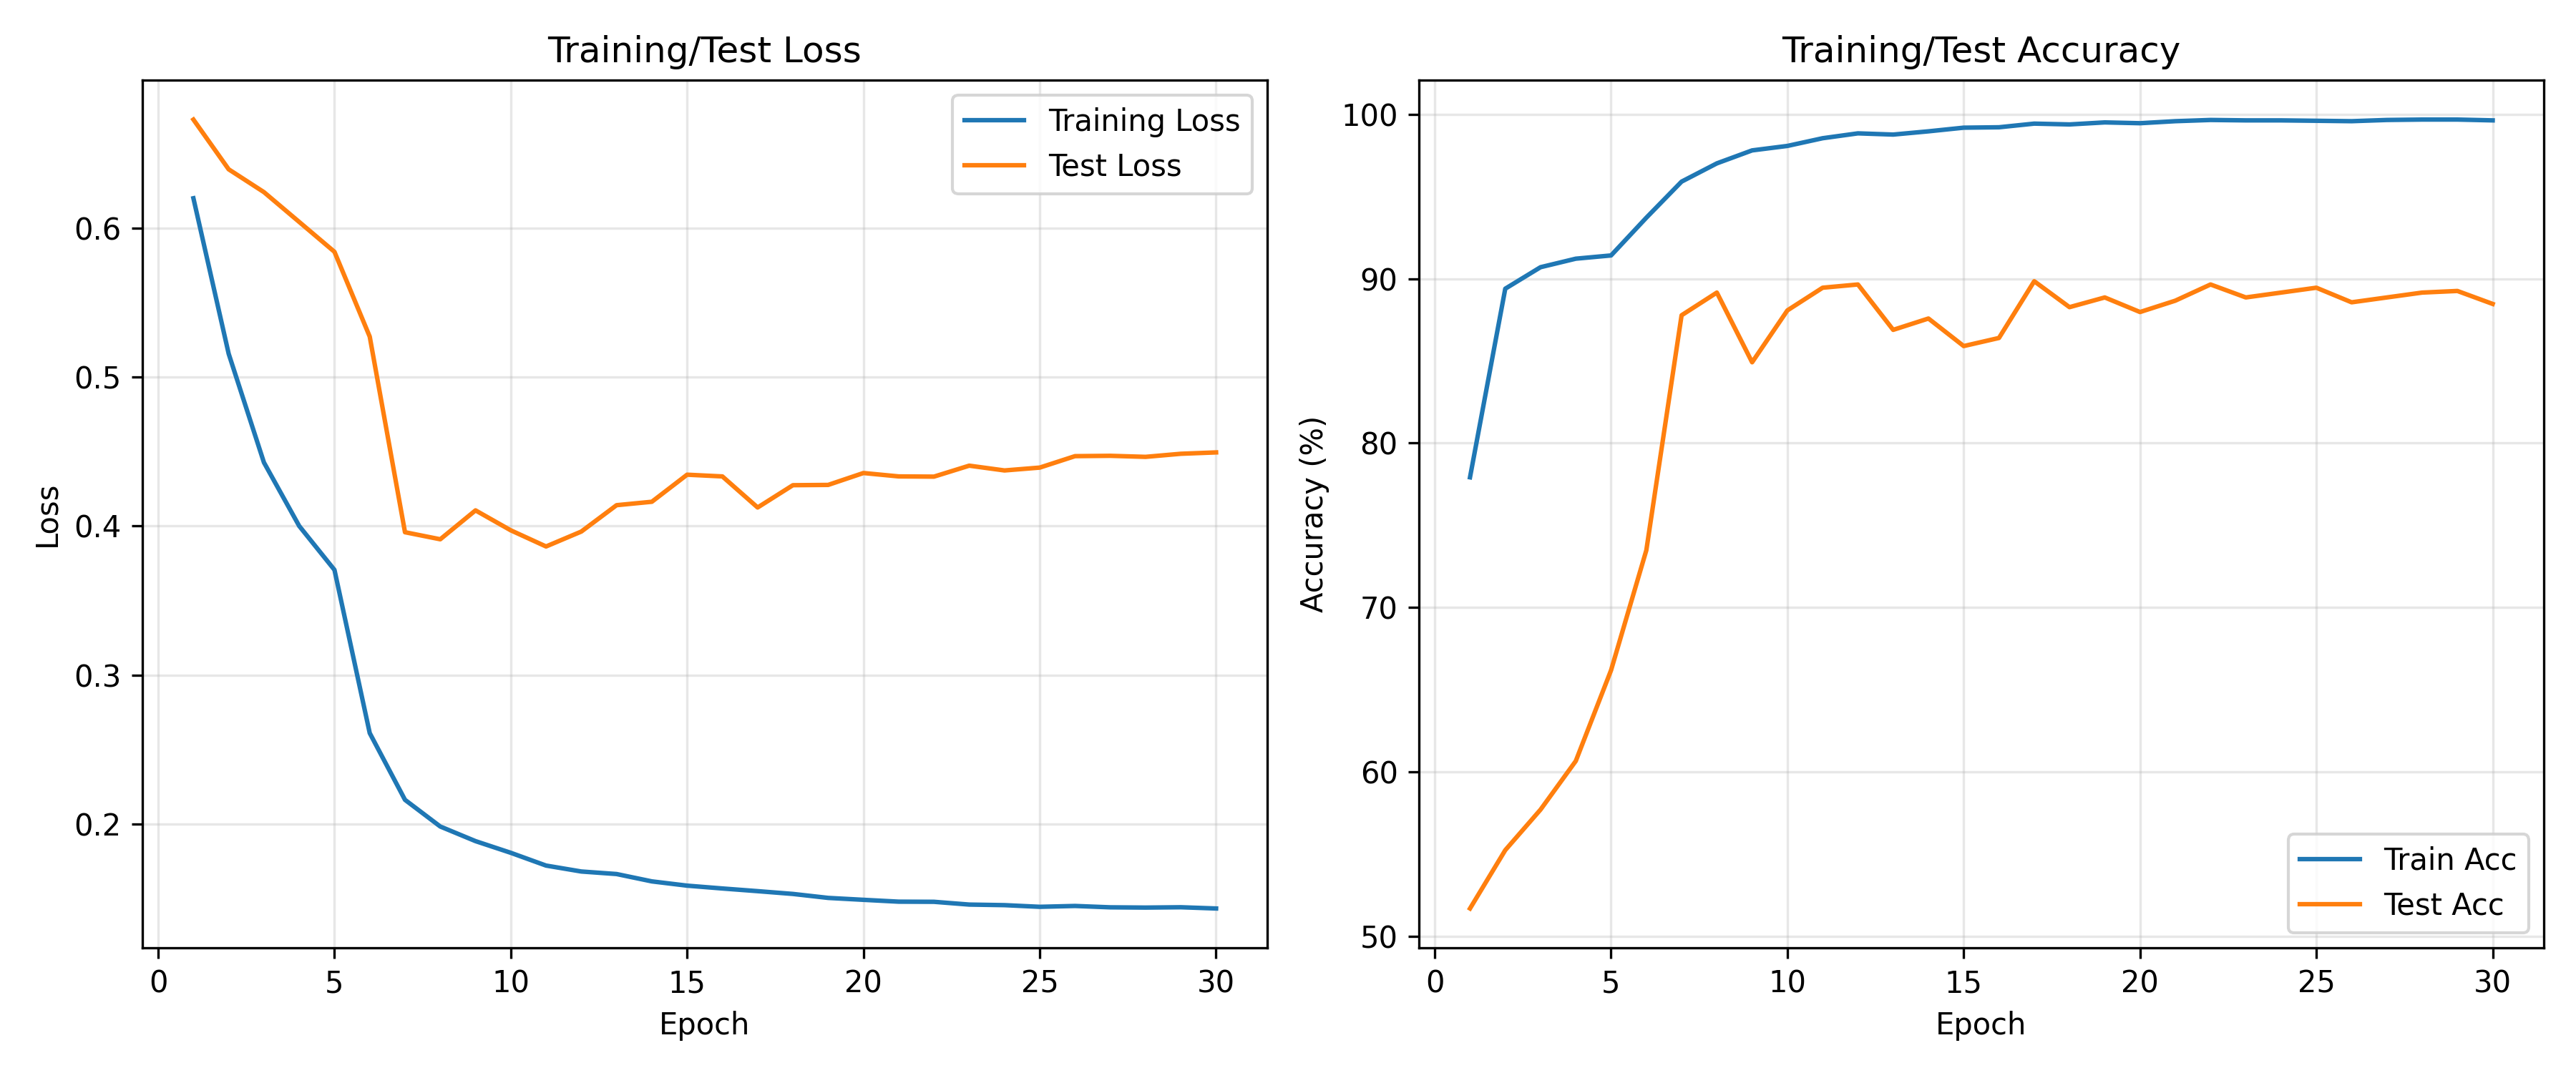 Training/Test Loss
Training Loss
Test Loss
Loss
0.6
0.5
0.4
0.3
0.2
0 5 10 15 20 25 30
Epoch
Training/Test Accuracy
Accuracy (%)
100
90
80
70
60
50
Train Acc
Test Acc
0 5 10 15 20 25 30
Epoch